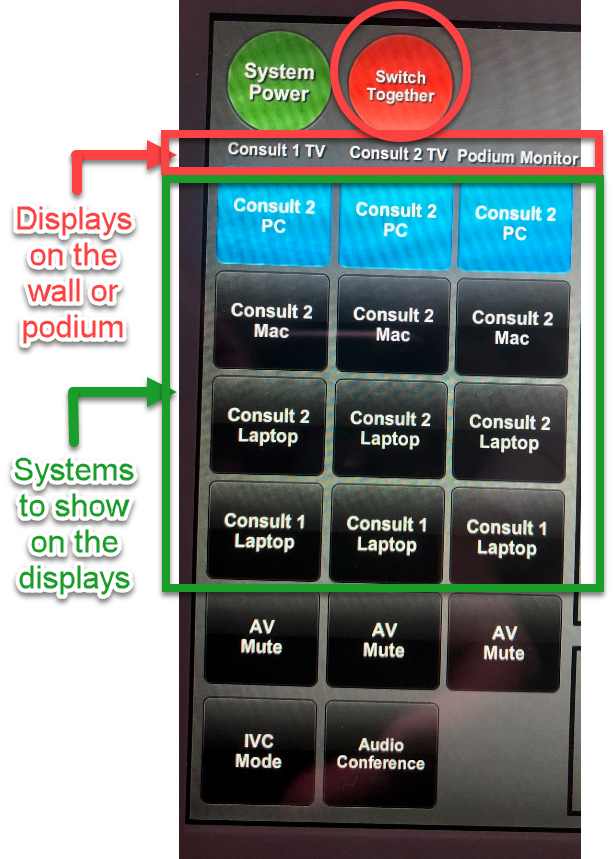 System
Power
Switch
Together
Consult 1 TV
Consult 2 TV
Podium Monitor
Displays
on the
wall or
podium
Consult 2
PC
Consult 2
PC
Consult 2
PC
Consult 2
Mac
Consult 2
Mac
Consult 2
Mac
Consult 2
Laptop
Consult 2
Laptop
Consult 2
Laptop
Systems
to show
on the
displays
Consult 1
Laptop
Consult 1
Laptop
Consult 1
Laptop
AV
Mute
AV
Mute
AV
Mute
IVC
Mode
Audio
Conference